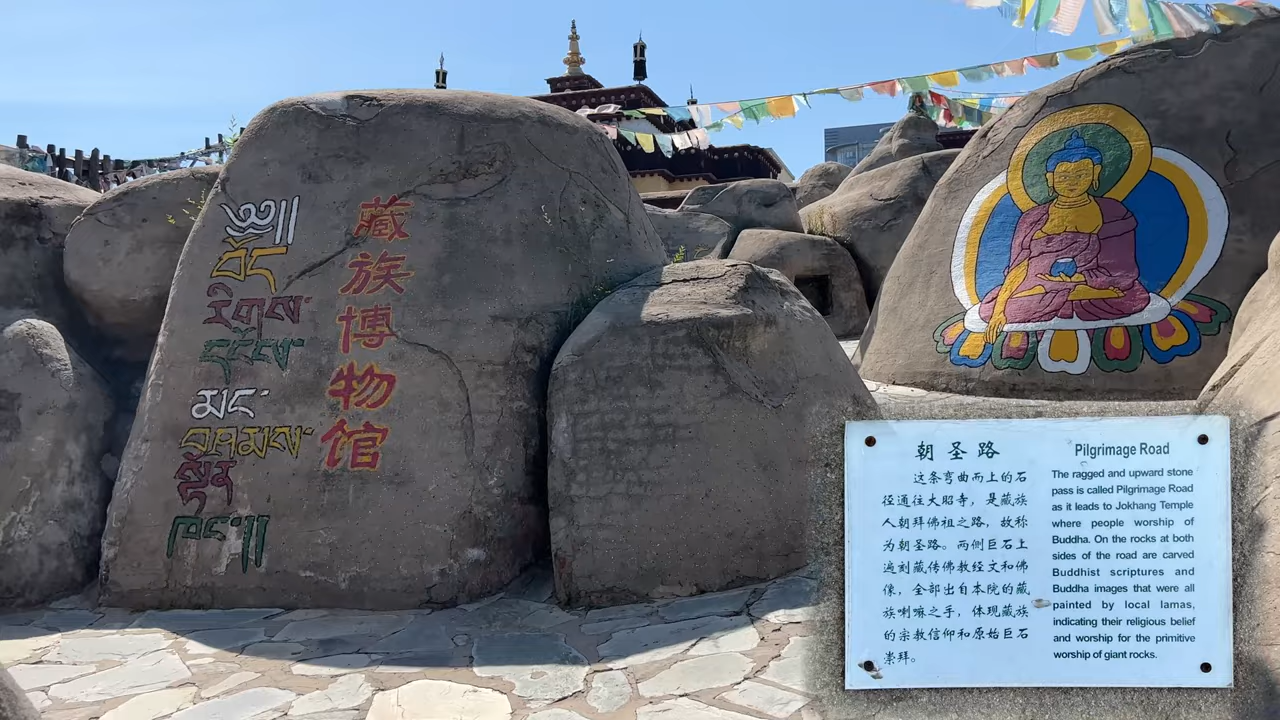 ༄༅།།
བོད་
རིགས་
དངོས་
མང་
བཤམས་
སྟོན་
ཁང་།།
藏族博物馆
朝圣路
这条弯曲而上的石
径通往大昭寺，是藏族
人朝拜佛祖之路，故称
为朝圣路。两侧巨石上
遍刻藏传佛教经文和佛
像，全部出自本院的藏
族喇嘛之手，体现藏族
的宗教信仰和原始巨石
崇拜。
Pilgrimage Road
The ragged and upward stone
pass is called Pilgrimage Road
as it leads to Jokhang Temple
where people worship of
Buddha. On the rocks at both
sides of the road are carved
Buddhist scriptures and
Buddha images that were all
painted by local lamas,
indicating their religious belief
and worship for the primitive
worship of giant rocks.